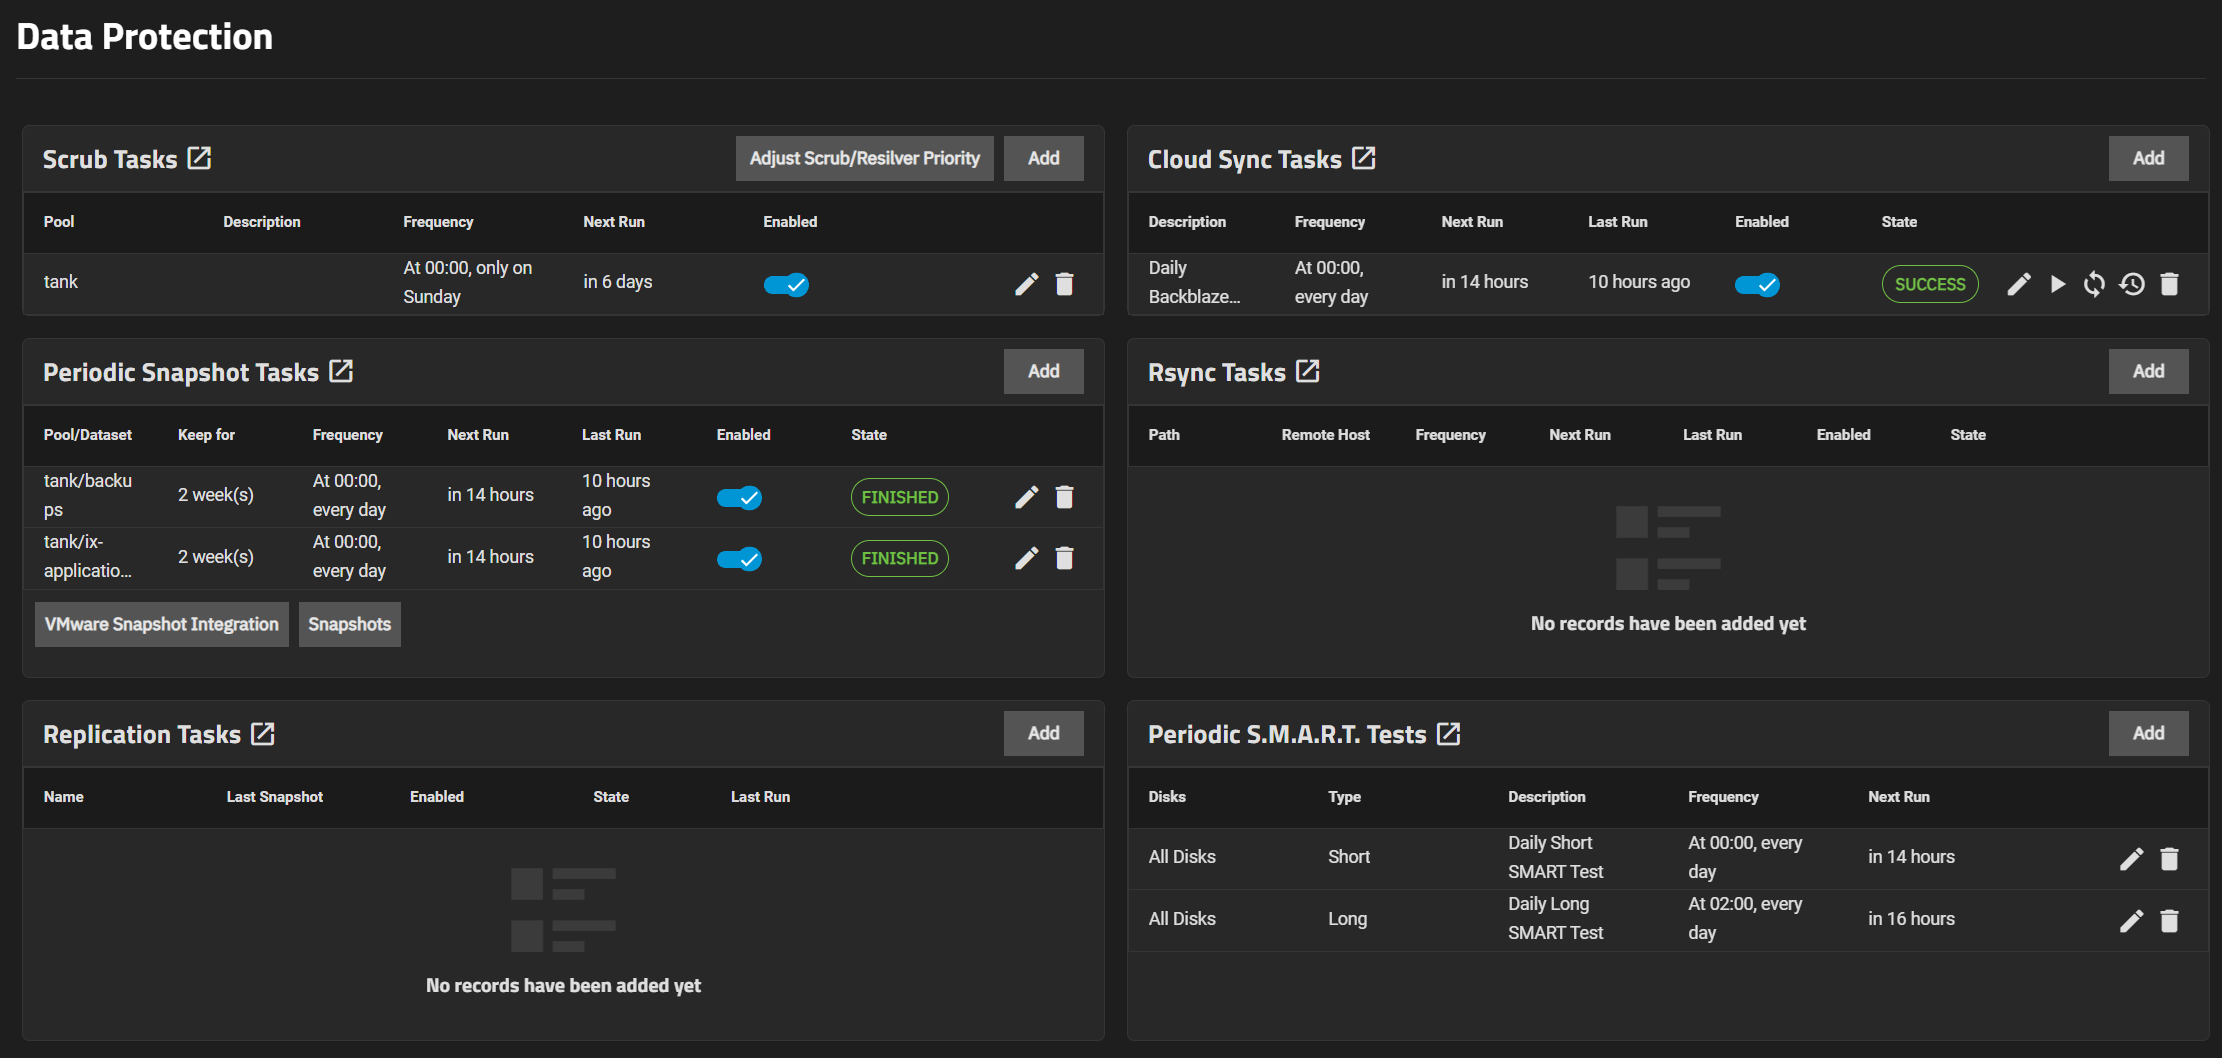 Data Protection
Scrub Tasks
Adjust Scrub/Resilver Priority
Add
Pool Description Frequency Next Run Enabled
tank At 00:00, only on Sunday in 6 days
Cloud Sync Tasks
Add
Description Frequency Next Run Last Run Enabled State
Daily Backblaze... At 00:00, every day in 14 hours 10 hours ago SUCCESS
Periodic Snapshot Tasks
Add
Pool/Dataset Keep for Frequency Next Run Last Run Enabled State
tank/backups 2 week(s) At 00:00, every day in 14 hours 10 hours ago FINISHED
tank/ix-applicatio... 2 week(s) At 00:00, every day in 14 hours 10 hours ago FINISHED
VMware Snapshot Integration
Snapshots
Rsync Tasks
Add
Path Remote Host Frequency Next Run Last Run Enabled State
No records have been added yet
Replication Tasks
Add
Name Last Snapshot Enabled State Last Run
No records have been added yet
Periodic S.M.A.R.T. Tests
Add
Disks Type Description Frequency Next Run
All Disks Short Daily Short SMART Test At 00:00, every day in 14 hours
All Disks Long Daily Long SMART Test At 02:00, every day in 16 hours